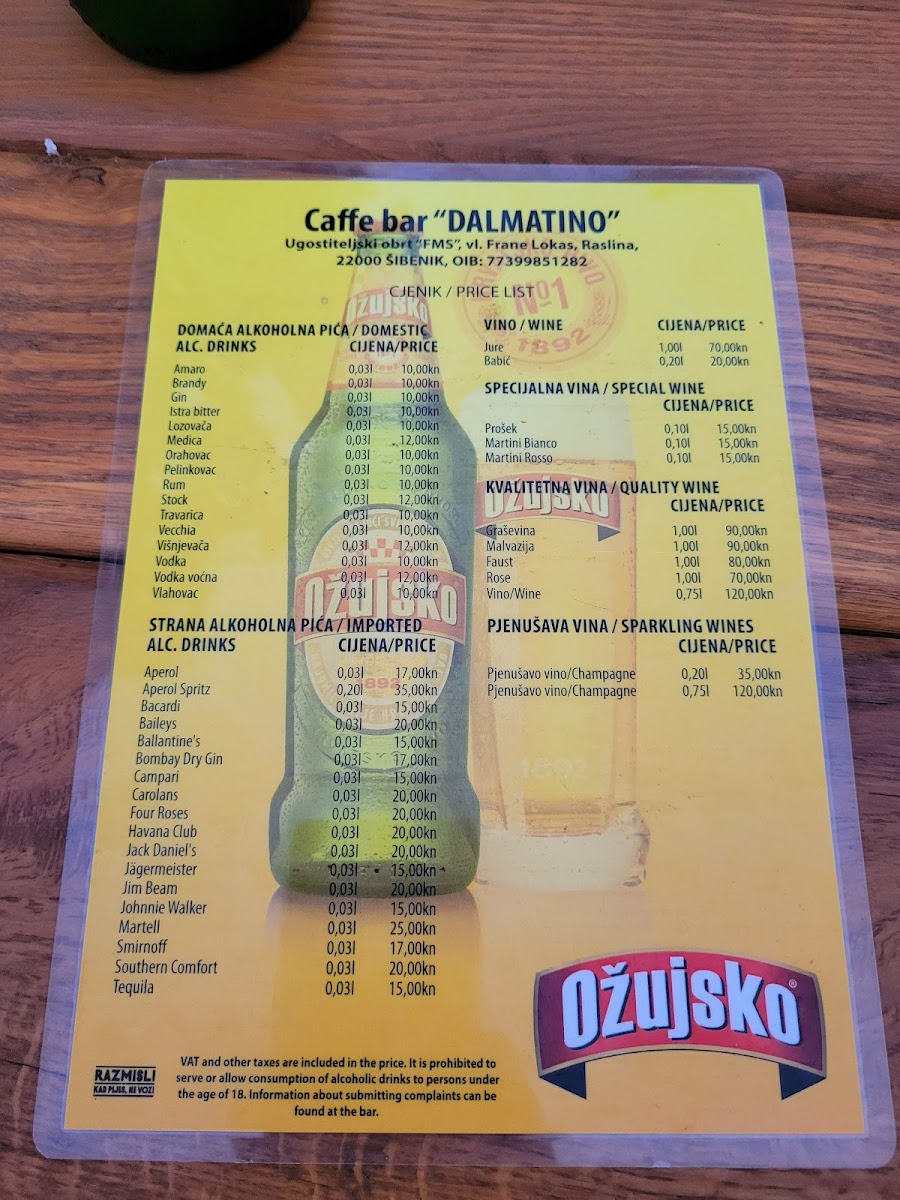 Caffe bar "DALMATINO"
Ugostiteljski obrt "FMS", vl. Frane Lokas, Raslina,
22000 ŠIBENIK, OIB: 77399851282
CJENIK / PRICE LIST
DOMAĆA ALKOHOLNA PIĆA / DOMESTIC
ALC. DRINKS CIJENA/PRICE
Amaro 0,03l 10,00kn
Brandy 0,03l 10,00kn
Gin 0,03l 10,00kn
Istra bitter 0,03l 10,00kn
Lozovača 0,03l 10,00kn
Medica 0,03l 12,00kn
Orahovac 0,03l 10,00kn
Pelinkovac 0,03l 10,00kn
Rum 0,03l 10,00kn
Stock 0,03l 12,00kn
Travarica 0,03l 10,00kn
Vecchia 0,03l 10,00kn
Višnjevača 0,03l 12,00kn
Vodka 0,03l 10,00kn
Vodka voćna 0,03l 12,00kn
Vlahovac 0,03l 10,00kn
STRANA ALKOHOLNA PIĆA / IMPORTED
ALC. DRINKS CIJENA/PRICE
Aperol 0,03l 17,00kn
Aperol Spritz 0,20l 35,00kn
Bacardi 0,03l 15,00kn
Baileys 0,03l 20,00kn
Ballantine's 0,03l 15,00kn
Bombay Dry Gin 0,03l 17,00kn
Campari 0,03l 15,00kn
Carolans 0,03l 20,00kn
Four Roses 0,03l 20,00kn
Havana Club 0,03l 20,00kn
Jack Daniel's 0,03l 20,00kn
Jägermeister 0,03l 15,00kn
Jim Beam 0,03l 20,00kn
Johnnie Walker 0,03l 15,00kn
Martell 0,03l 25,00kn
Smirnoff 0,03l 17,00kn
Southern Comfort 0,03l 20,00kn
Tequila 0,03l 15,00kn
VINO / WINE CIJENA/PRICE
Jure 1,00l 70,00kn
Babić 0,20l 20,00kn
SPECIJALNA VINA / SPECIAL WINE
CIJENA/PRICE
Prošek 0,10l 15,00kn
Martini Bianco 0,10l 15,00kn
Martini Rosso 0,10l 15,00kn
KVALITETNA VINA / QUALITY WINE
CIJENA/PRICE
Graševina 1,00l 90,00kn
Malvazija 1,00l 90,00kn
Faust 1,00l 80,00kn
Rose 1,00l 70,00kn
Vino/Wine 0,75l 120,00kn
PJENUŠAVA VINA / SPARKLING WINES
CIJENA/PRICE
Pjenušavo vino/Champagne 0,20l 35,00kn
Pjenušavo vino/Champagne 0,75l 120,00kn
Ožujsko
Nº1
1892
Ožujsko
1892
Ožujsko
1892
Ožujsko®
RAZMISLI
KAD PIJEŠ, NE VOZI
VAT and other taxes are included in the price. It is prohibited to
serve or allow consumption of alcoholic drinks to persons under
the age of 18. Information about submitting complaints can be
found at the bar.